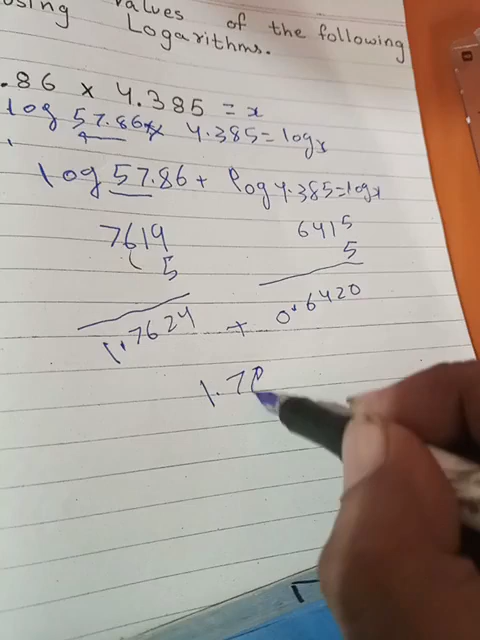 using values of the following
Logarithms.
.86 × 4.385 = x
log 57.86 × 4.385 = log x
log 57.86 + log 4.385 = log x
7619 6415
5 5
1.7624 + 0.6420
1.7